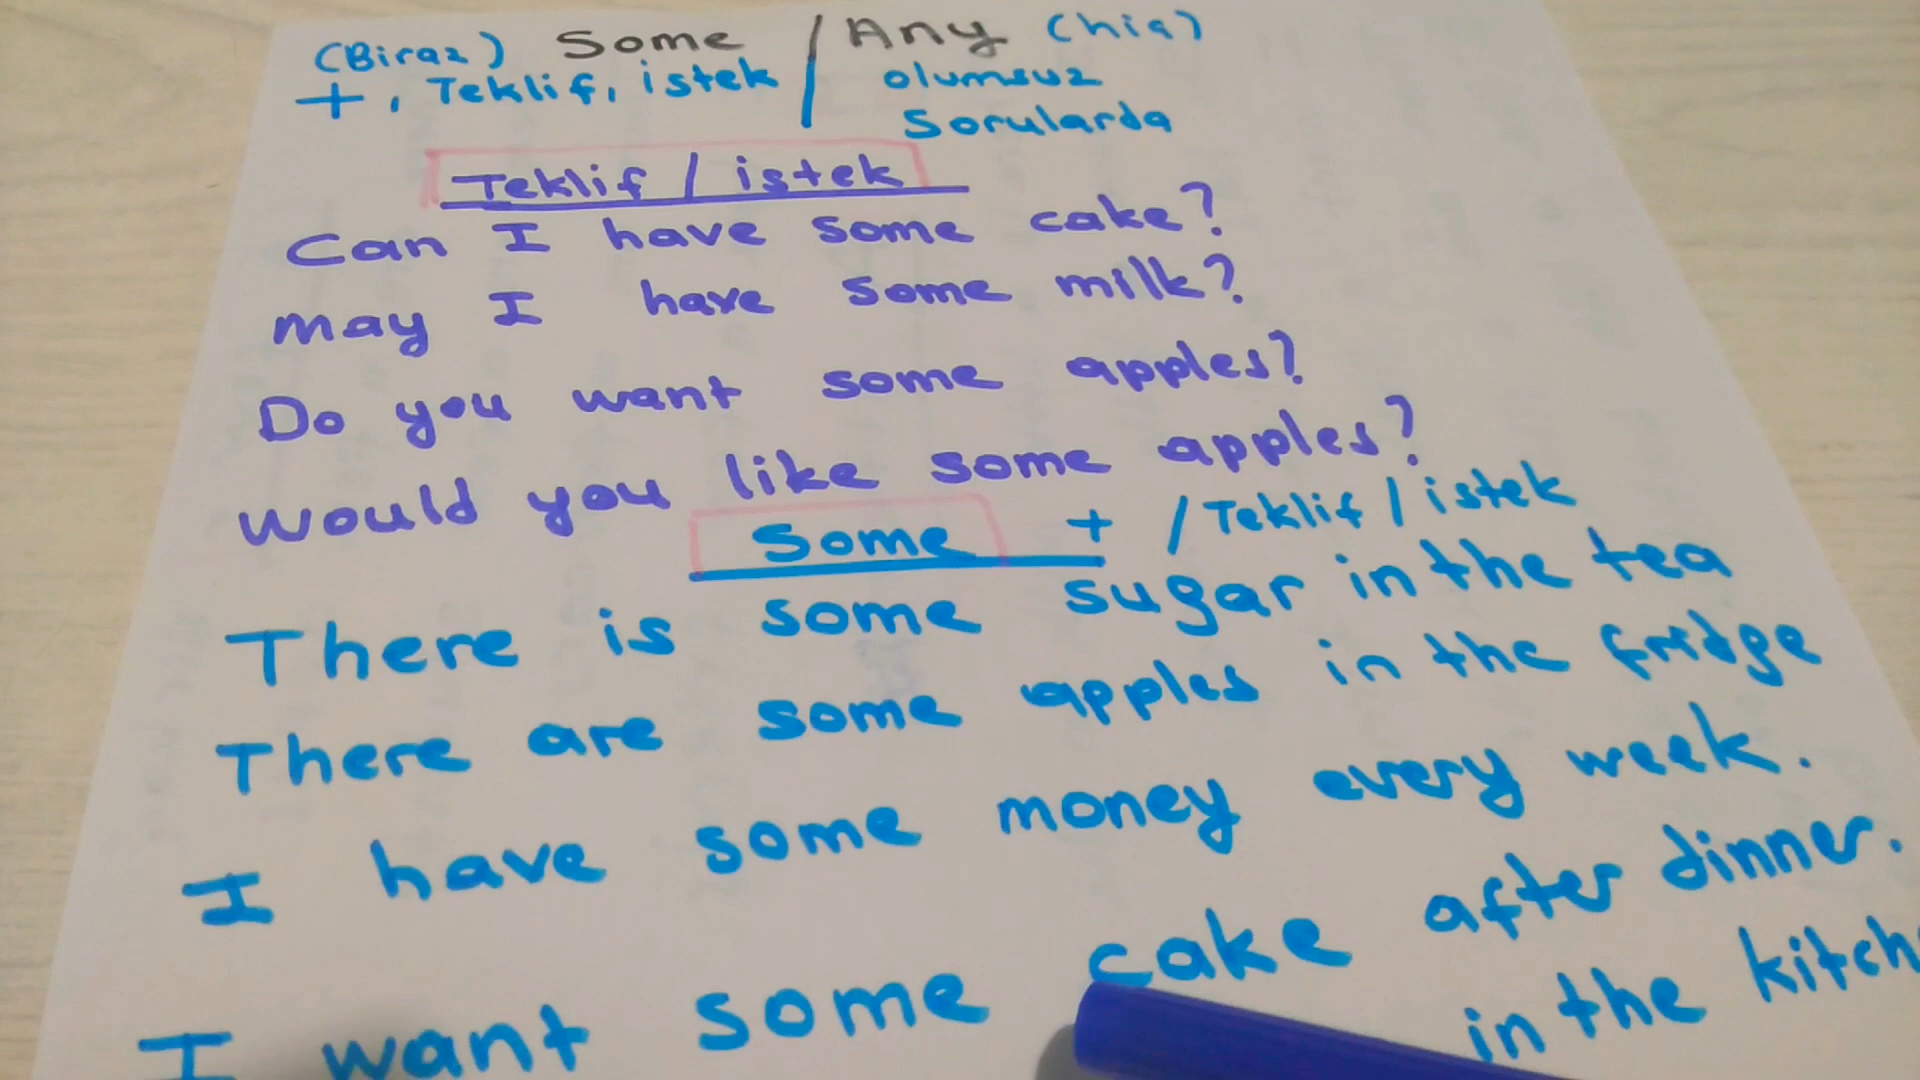 (Biraz) Some / Any (hiç)
+, Teklif, istek / olumsuz
Sorularda
Teklif / istek
Can I have some cake?
may I have some milk?
Do you want some apples?
Would you like some apples?
Some + / Teklif / istek
There is some sugar in the tea
There are some apples in the fridge
I have some money every week.
I want some cake after dinner.
in the kitch